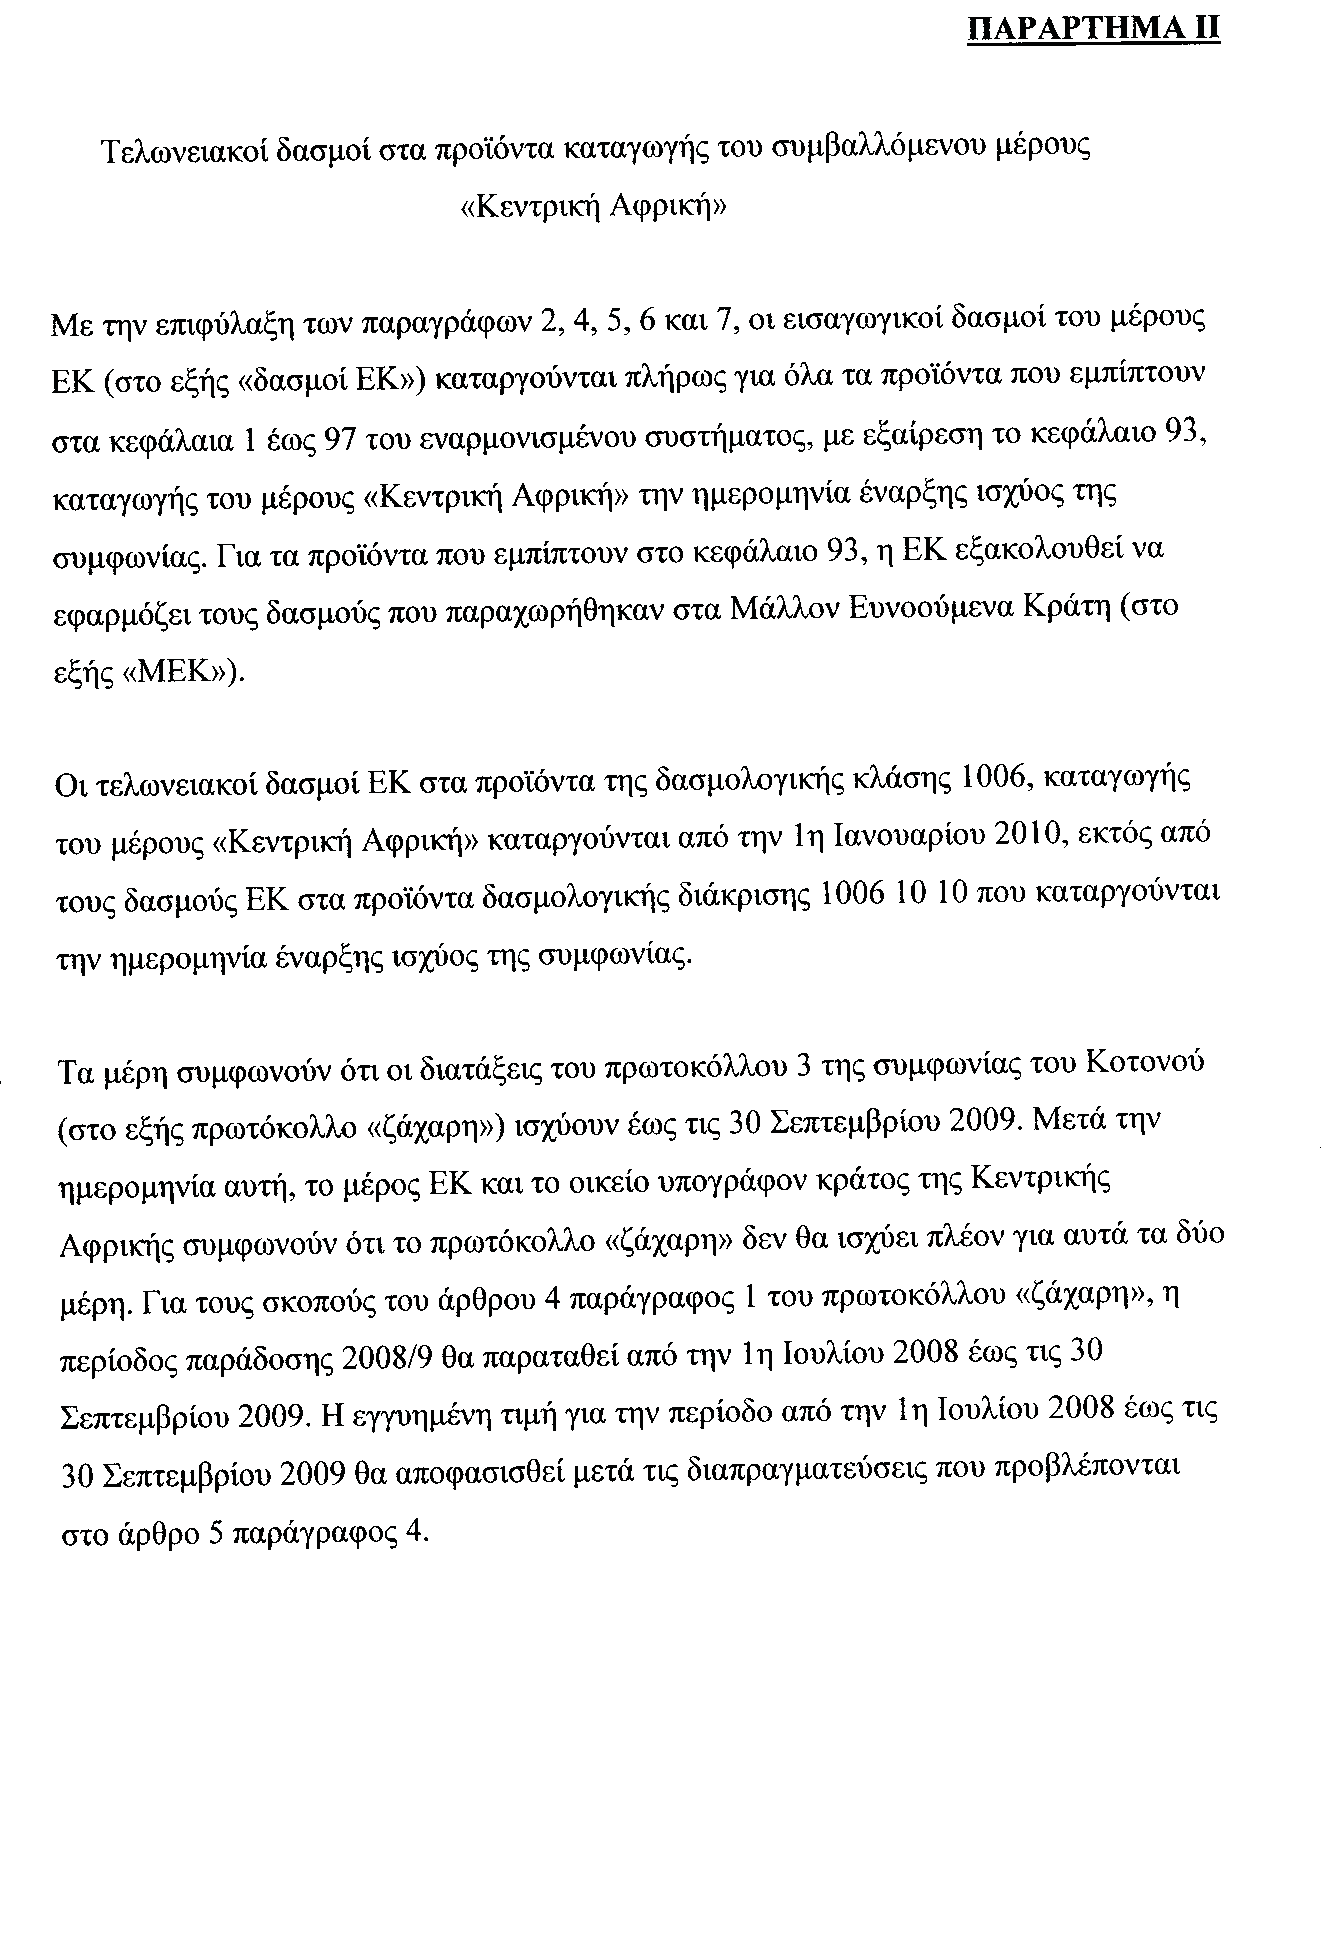 ΠΑΡΑΡΤΗΜΑ ΙΙ
Τελωνειακοί δασμοί στα προϊόντα καταγωγής του συμβαλλόμενου μέρους
«Κεντρική Αφρική»
Με την επιφύλαξη των παραγράφων 2, 4, 5, 6 και 7, οι εισαγωγικοί δασμοί του μέρους
ΕΚ (στο εξής «δασμοί ΕΚ») καταργούνται πλήρως για όλα τα προϊόντα που εμπίπτουν
στα κεφάλαια 1 έως 97 του εναρμονισμένου συστήματος, με εξαίρεση το κεφάλαιο 93,
καταγωγής του μέρους «Κεντρική Αφρική» την ημερομηνία έναρξης ισχύος της
συμφωνίας. Για τα προϊόντα που εμπίπτουν στο κεφάλαιο 93, η ΕΚ εξακολουθεί να
εφαρμόζει τους δασμούς που παραχωρήθηκαν στα Μάλλον Ευνοούμενα Κράτη (στο
εξής «ΜΕΚ»).
Οι τελωνειακοί δασμοί ΕΚ στα προϊόντα της δασμολογικής κλάσης 1006, καταγωγής
του μέρους «Κεντρική Αφρική» καταργούνται από την 1η Ιανουαρίου 2010, εκτός από
τους δασμούς ΕΚ στα προϊόντα δασμολογικής διάκρισης 1006 10 10 που καταργούνται
την ημερομηνία έναρξης ισχύος της συμφωνίας.
Τα μέρη συμφωνούν ότι οι διατάξεις του πρωτοκόλλου 3 της συμφωνίας του Κοτονού
(στο εξής πρωτόκολλο «ζάχαρη») ισχύουν έως τις 30 Σεπτεμβρίου 2009. Μετά την
ημερομηνία αυτή, το μέρος ΕΚ και το οικείο υπογράφον κράτος της Κεντρικής
Αφρικής συμφωνούν ότι το πρωτόκολλο «ζάχαρη» δεν θα ισχύει πλέον για αυτά τα δύο
μέρη. Για τους σκοπούς του άρθρου 4 παράγραφος 1 του πρωτοκόλλου «ζάχαρη», η
περίοδος παράδοσης 2008/9 θα παραταθεί από την 1η Ιουλίου 2008 έως τις 30
Σεπτεμβρίου 2009. Η εγγυημένη τιμή για την περίοδο από την 1η Ιουλίου 2008 έως τις
30 Σεπτεμβρίου 2009 θα αποφασισθεί μετά τις διαπραγματεύσεις που προβλέπονται
στο άρθρο 5 παράγραφος 4.